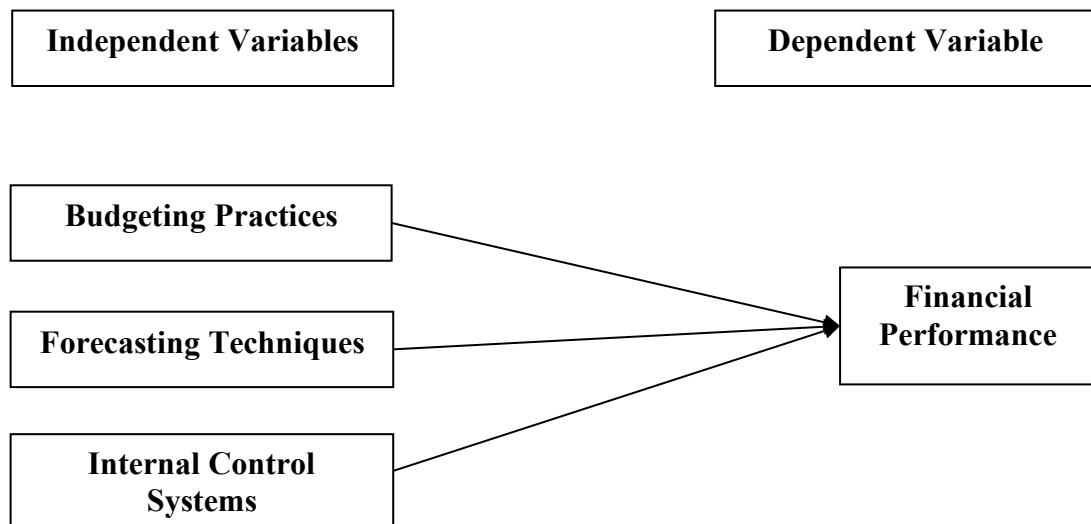 Independent Variables
Dependent Variable
Budgeting Practices
Forecasting Techniques
Financial
Performance
Internal Control
Systems